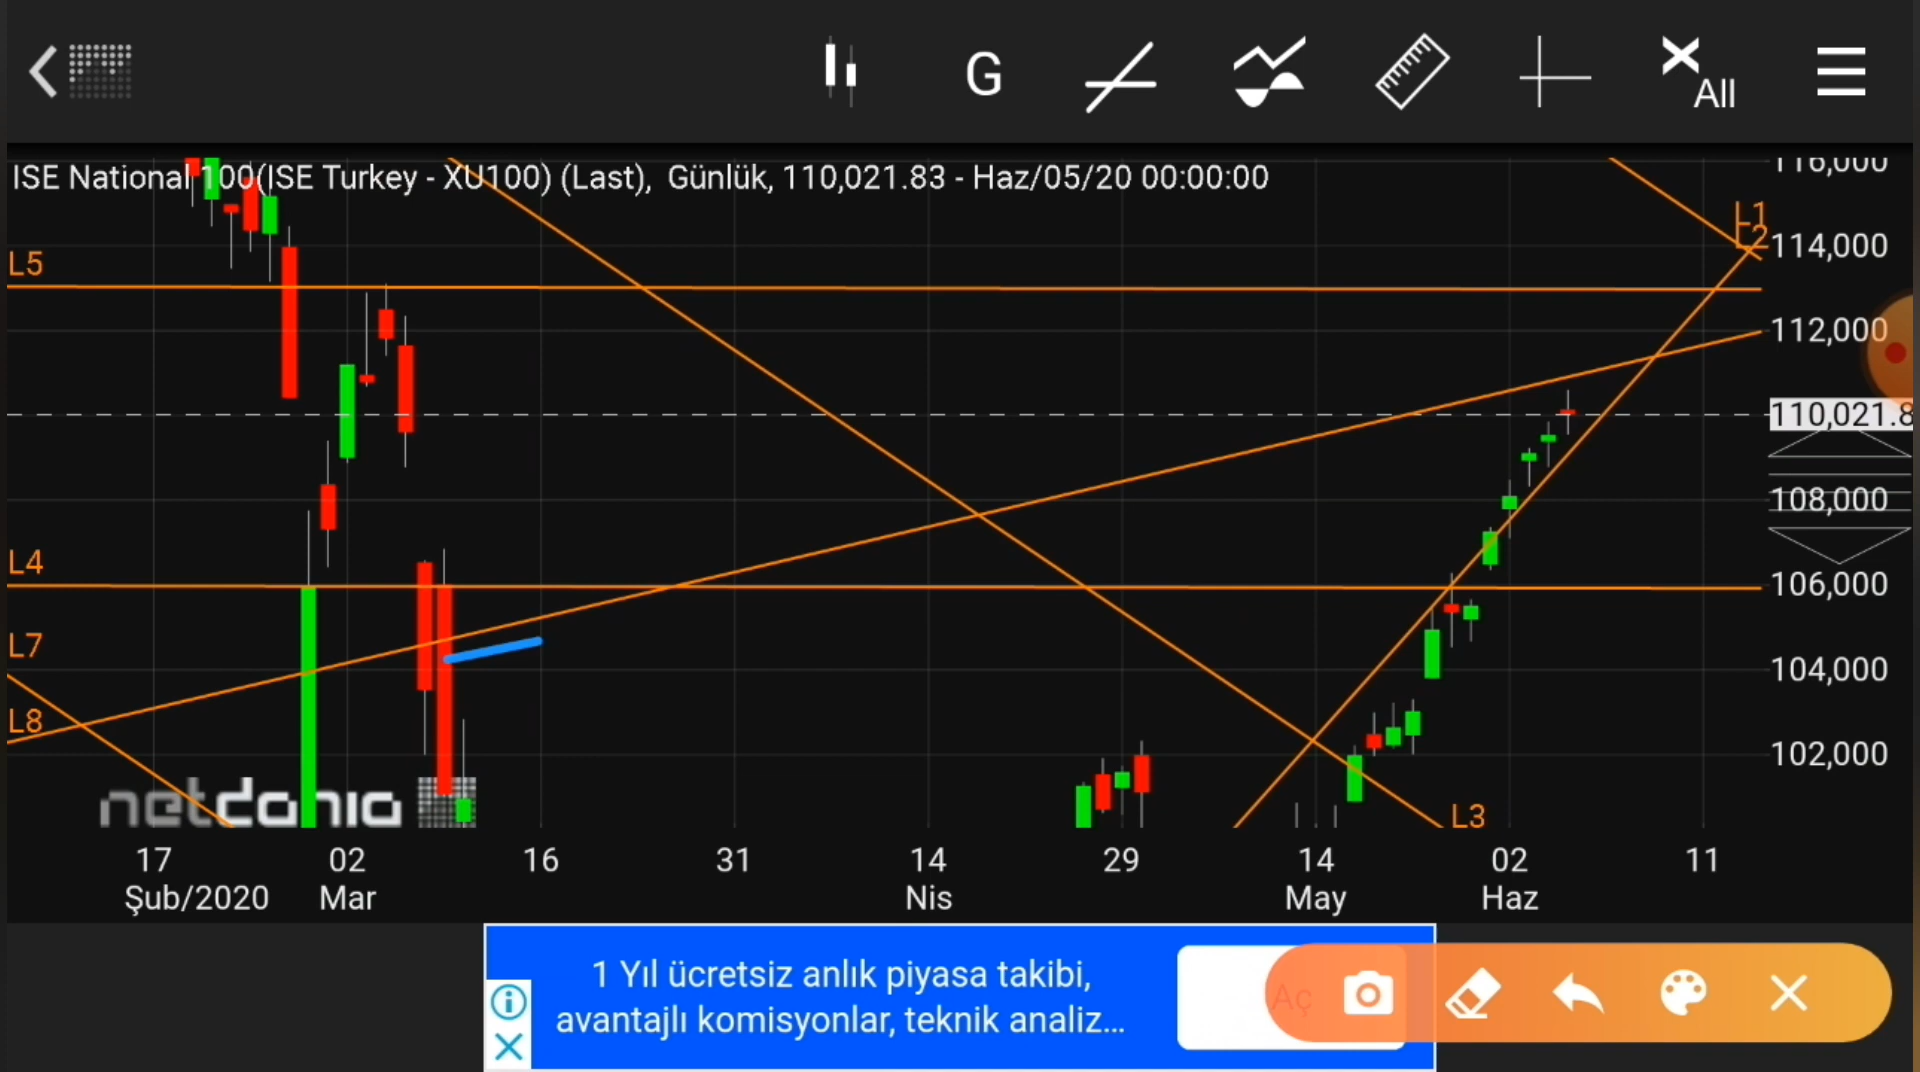 G
All
ISE National 100(ISE Turkey - XU100) (Last), Günlük, 110,021.83 - Haz/05/20 00:00:00
116,000
L1
L2
114,000
L5
112,000
110,021.8
108,000
L4
106,000
L7
104,000
L8
102,000
netdania
L3
17 02 16 31 14 29 14 02 11
Şub/2020 Mar Nis May Haz
1 Yıl ücretsiz anlık piyasa takibi,
avantajlı komisyonlar, teknik analiz...
Aç